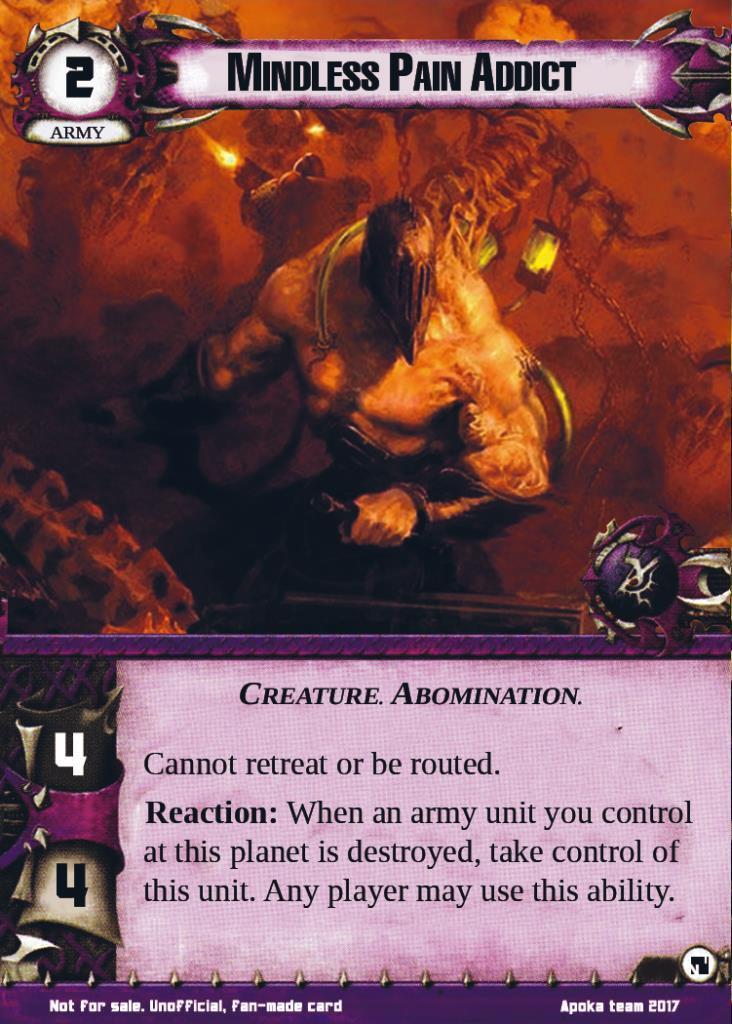 2
MINDLESS PAIN ADDICT
ARMY
CREATURE. ABOMINATION.
4
Cannot retreat or be routed.
Reaction: When an army unit you control
at this planet is destroyed, take control of
4
this unit. Any player may use this ability.
Not for sale. Unofficial, fan-made card
Apoka team 2017